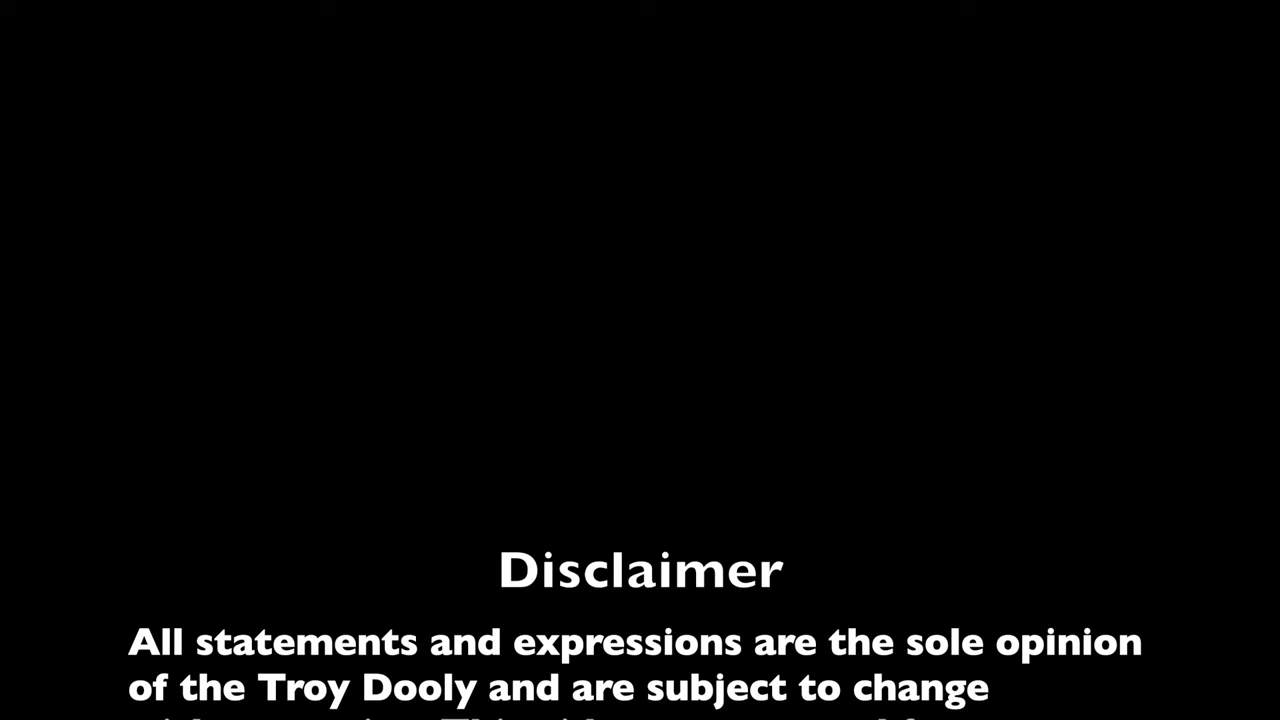 Disclaimer
All statements and expressions are the sole opinion
of the Troy Dooly and are subject to change